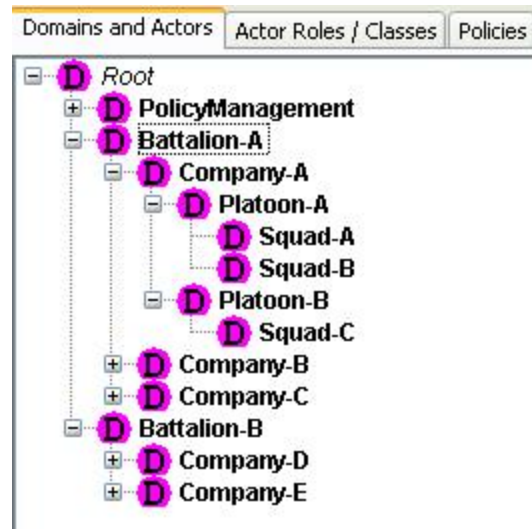 Domains and Actors Actor Roles / Classes Policies
D Root
D PolicyManagement
D Battalion-A
D Company-A
D Platoon-A
D Squad-A
D Squad-B
D Platoon-B
D Squad-C
D Company-B
D Company-C
D Battalion-B
D Company-D
D Company-E